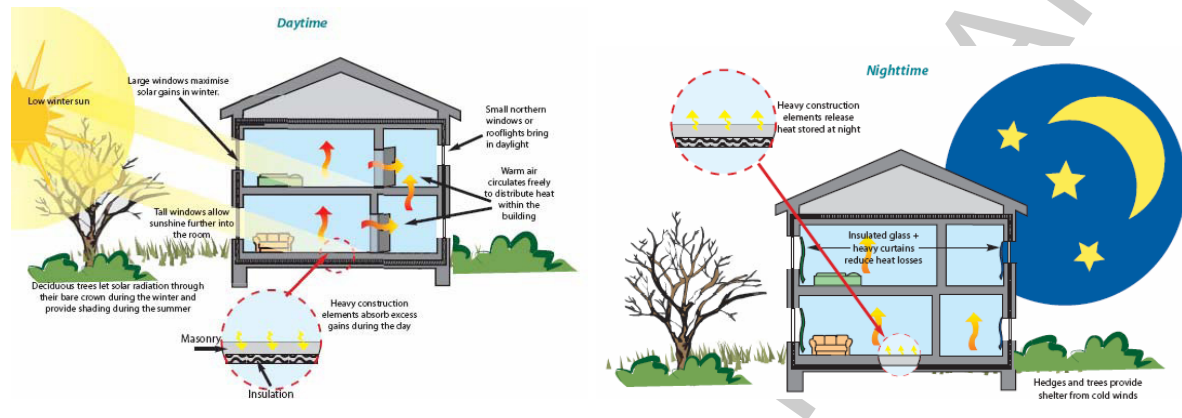 Daytime
Large windows maximise
solar gains in winter.
Low winter sun
Small northern
windows or
rooflights bring
in daylight
Warm air
circulates freely
to distribute heat
within the
building
Tall windows allow
sunshine further into
the room
Deciduous trees let solar radiation through
their bare crown during the winter and
provide shading during the summer
Heavy construction
elements absorb excess
gains during the day
Masonry
Insulation
Nighttime
Heavy construction
elements release
heat stored at night
Insulated glass +
heavy curtains
reduce heat losses
Hedges and trees provide
shelter from cold winds